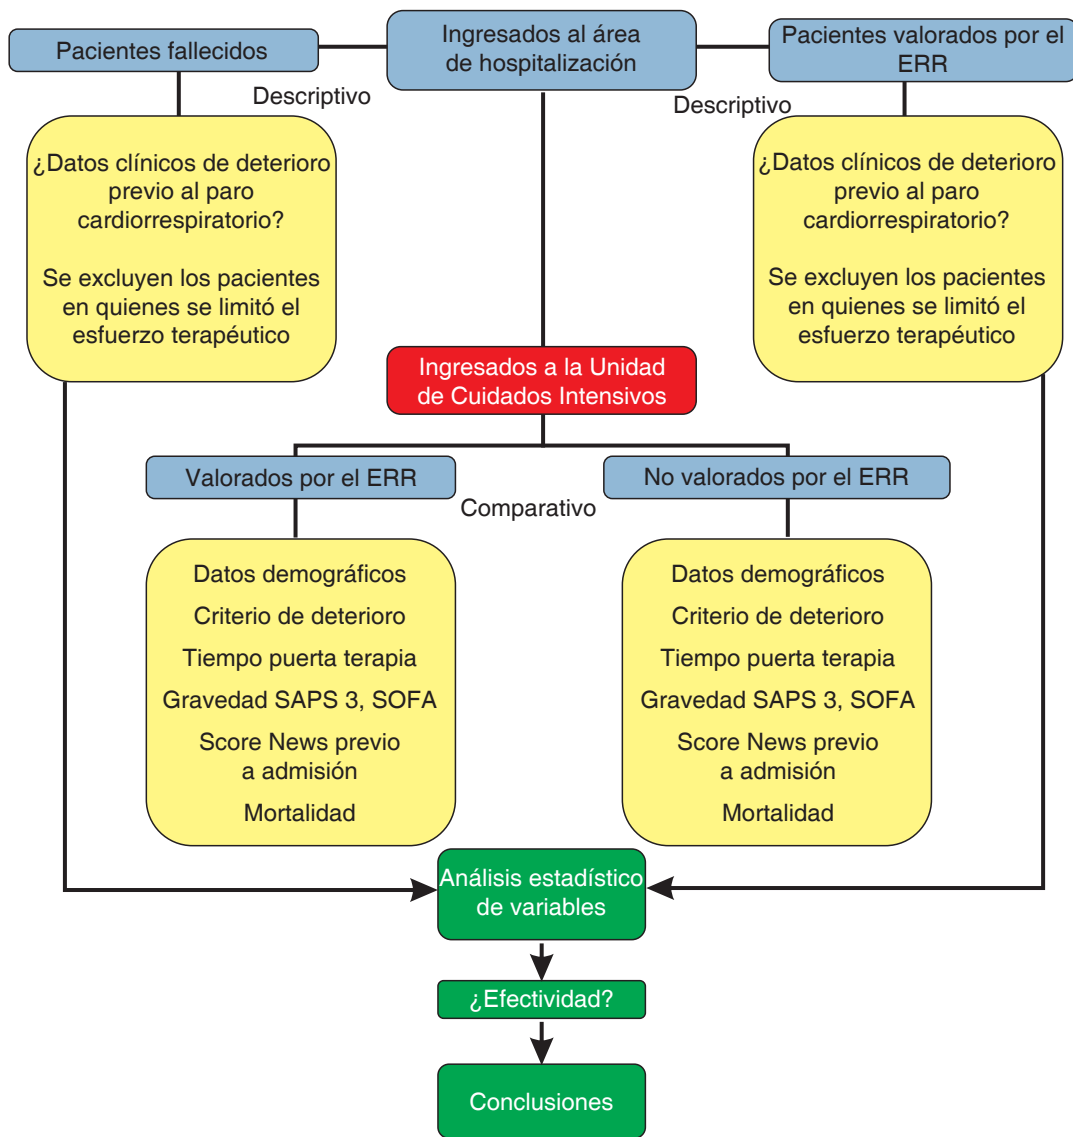 Pacientes fallecidos
Ingresados al área
de hospitalización
Pacientes valorados por el
ERR
Descriptivo
Descriptivo
¿Datos clínicos de deterioro
previo al paro
cardiorrespiratorio?
Se excluyen los pacientes
en quienes se limitó el
esfuerzo terapéutico
¿Datos clínicos de deterioro
previo al paro
cardiorrespiratorio?
Se excluyen los pacientes
en quienes se limitó el
esfuerzo terapéutico
Ingresados a la Unidad
de Cuidados Intensivos
Valorados por el ERR
No valorados por el ERR
Comparativo
Datos demográficos
Criterio de deterioro
Tiempo puerta terapia
Gravedad SAPS 3, SOFA
Score News previo
a admisión
Mortalidad
Datos demográficos
Criterio de deterioro
Tiempo puerta terapia
Gravedad SAPS 3, SOFA
Score News previo
a admisión
Mortalidad
Análisis estadístico
de variables
¿Efectividad?
Conclusiones